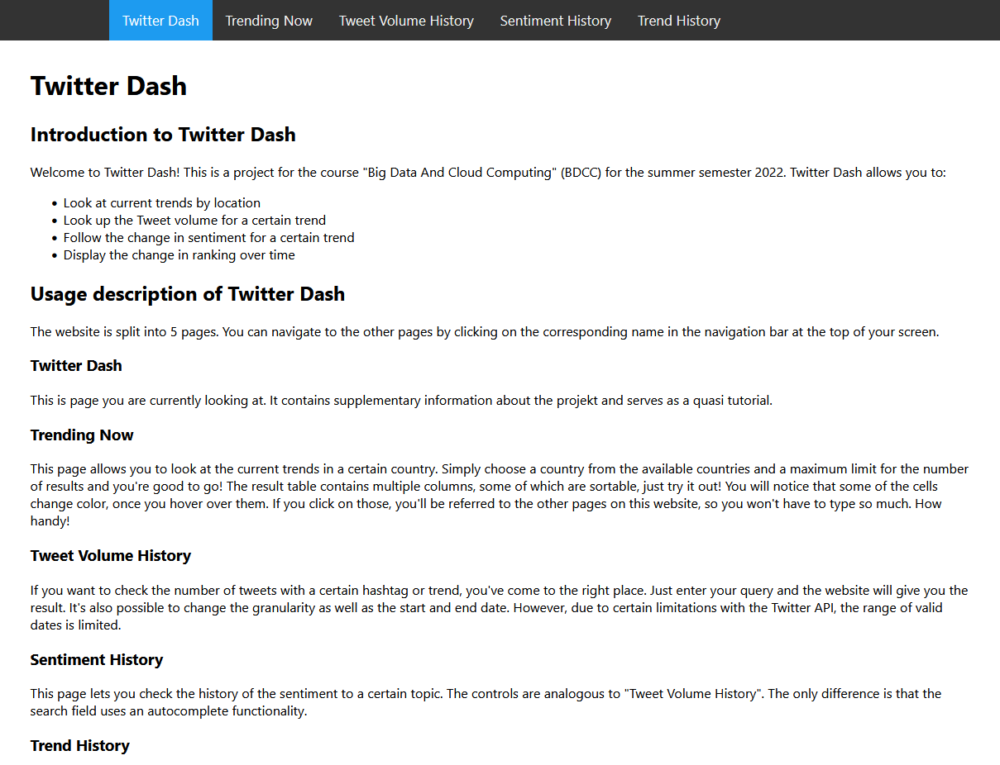 Twitter Dash Trending Now Tweet Volume History Sentiment History Trend History
Twitter Dash
Introduction to Twitter Dash
Welcome to Twitter Dash! This is a project for the course "Big Data And Cloud Computing" (BDCC) for the summer semester 2022. Twitter Dash allows you to:
• Look at current trends by location
• Look up the Tweet volume for a certain trend
• Follow the change in sentiment for a certain trend
• Display the change in ranking over time
Usage description of Twitter Dash
The website is split into 5 pages. You can navigate to the other pages by clicking on the corresponding name in the navigation bar at the top of your screen.
Twitter Dash
This is page you are currently looking at. It contains supplementary information about the projekt and serves as a quasi tutorial.
Trending Now
This page allows you to look at the current trends in a certain country. Simply choose a country from the available countries and a maximum limit for the number
of results and you're good to go! The result table contains multiple columns, some of which are sortable, just try it out! You will notice that some of the cells
change color, once you hover over them. If you click on those, you'll be referred to the other pages on this website, so you won't have to type so much. How
handy!
Tweet Volume History
If you want to check the number of tweets with a certain hashtag or trend, you've come to the right place. Just enter your query and the website will give you the
result. It's also possible to change the granularity as well as the start and end date. However, due to certain limitations with the Twitter API, the range of valid
dates is limited.
Sentiment History
This page lets you check the history of the sentiment to a certain topic. The controls are analogous to "Tweet Volume History". The only difference is that the
search field uses an autocomplete functionality.
Trend History